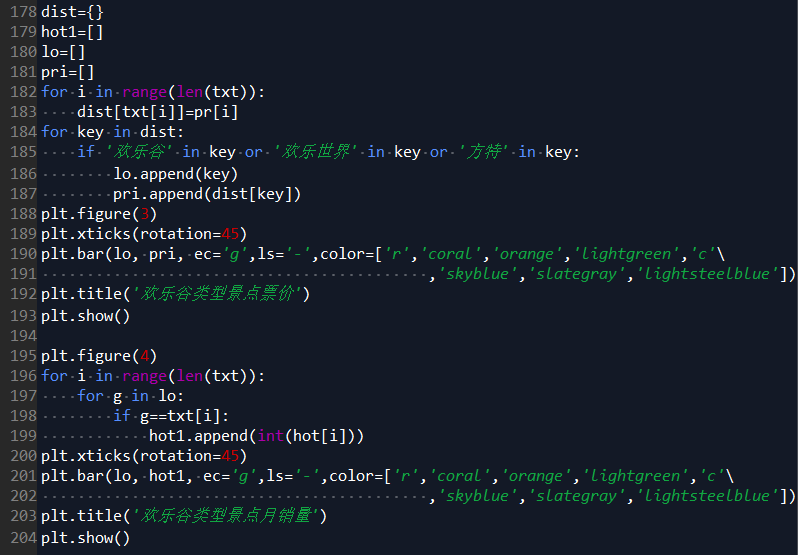 178 dist={}
179 hot1=[]
180 lo=[]
181 pri=[]
182 for i in range(len(txt)):
183     dist[txt[i]]=pr[i]
184 for key in dist:
185     if '欢乐谷' in key or '欢乐世界' in key or '方特' in key:
186         lo.append(key)
187         pri.append(dist[key])
188 plt.figure(3)
189 plt.xticks(rotation=45)
190 plt.bar(lo, pri, ec='g',ls='-',color=['r','coral','orange','lightgreen','c'\
191                                           ,'skyblue','slategray','lightsteelblue'])
192 plt.title('欢乐谷类型景点票价')
193 plt.show()
194
195 plt.figure(4)
196 for i in range(len(txt)):
197     for g in lo:
198         if g==txt[i]:
199             hot1.append(int(hot[i]))
200 plt.xticks(rotation=45)
201 plt.bar(lo, hot1, ec='g',ls='-',color=['r','coral','orange','lightgreen','c'\
202                                           ,'skyblue','slategray','lightsteelblue'])
203 plt.title('欢乐谷类型景点月销量')
204 plt.show()